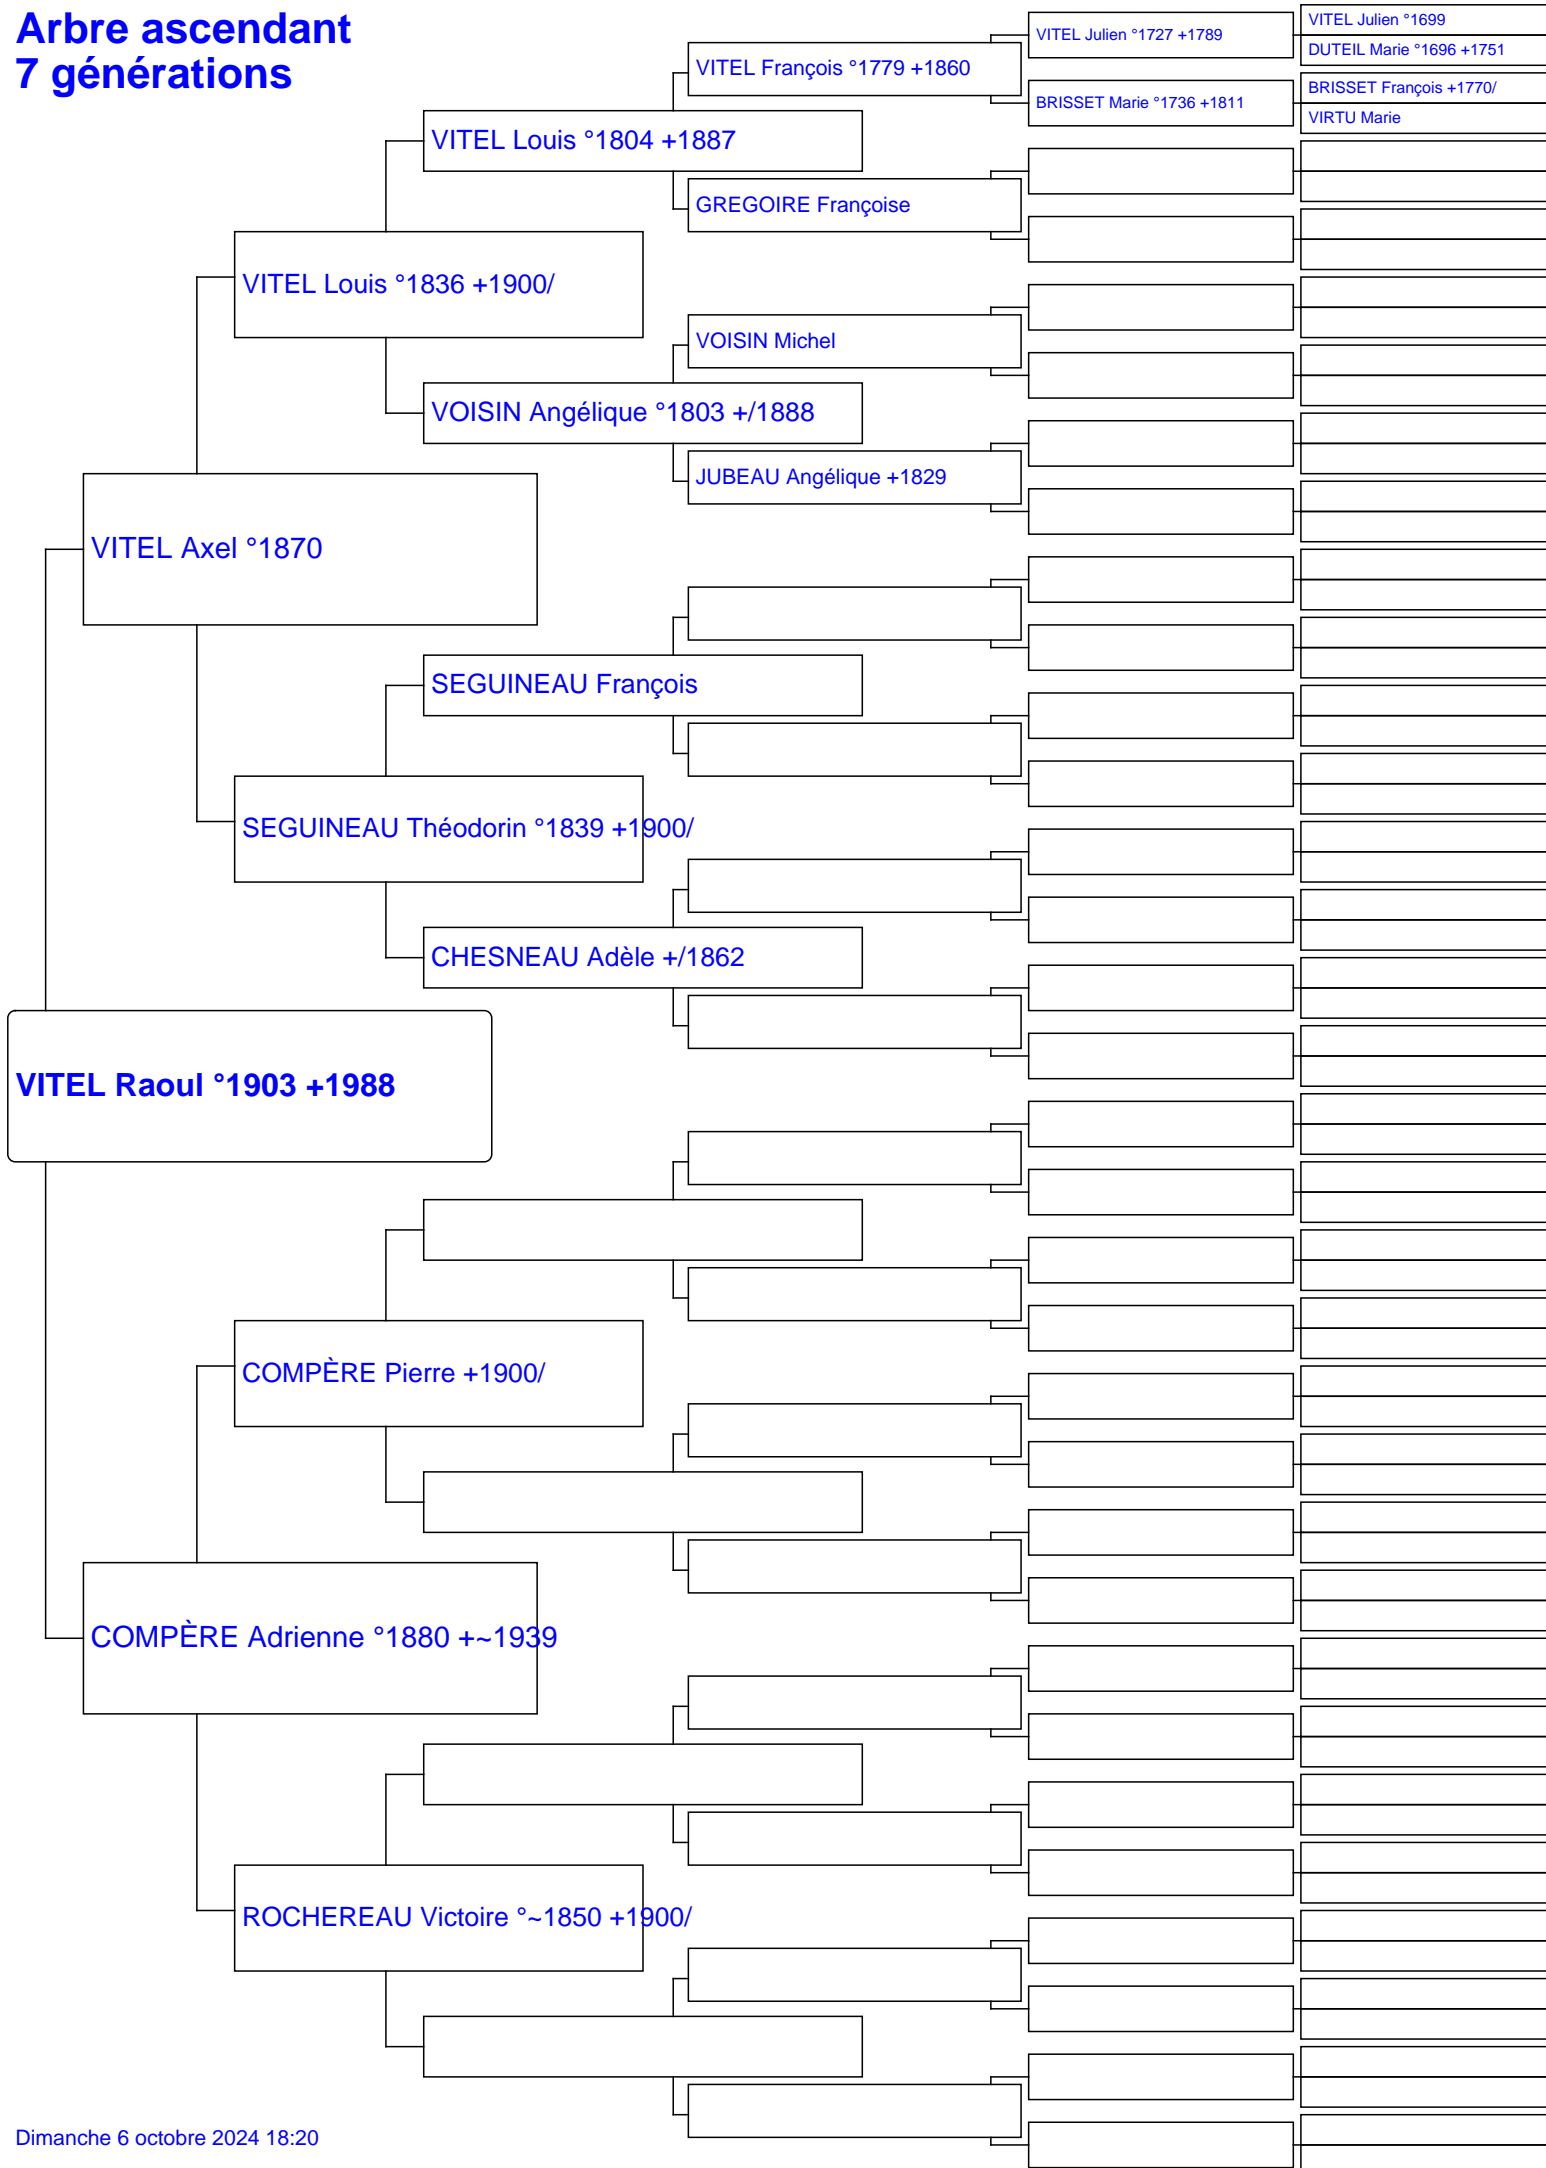 Arbre ascendant
7 générations
VITEL Julien °1699
VITEL Julien °1727 +1789
DUTEIL Marie °1696 +1751
VITEL François °1779 +1860
BRISSET François +1770/
BRISSET Marie °1736 +1811
VIRTU Marie
VITEL Louis °1804 +1887
GREGOIRE Françoise
VITEL Louis °1836 +1900/
VOISIN Michel
VOISIN Angélique °1803 +/1888
JUBEAU Angélique +1829
VITEL Axel °1870
SEGUINEAU François
SEGUINEAU Théodorin °1839 +1900/
CHESNEAU Adèle +/1862
VITEL Raoul °1903 +1988
COMPÈRE Pierre +1900/
COMPÈRE Adrienne °1880 +~1939
ROCHEREAU Victoire °~1850 +1900/
Dimanche 6 octobre 2024 18:20